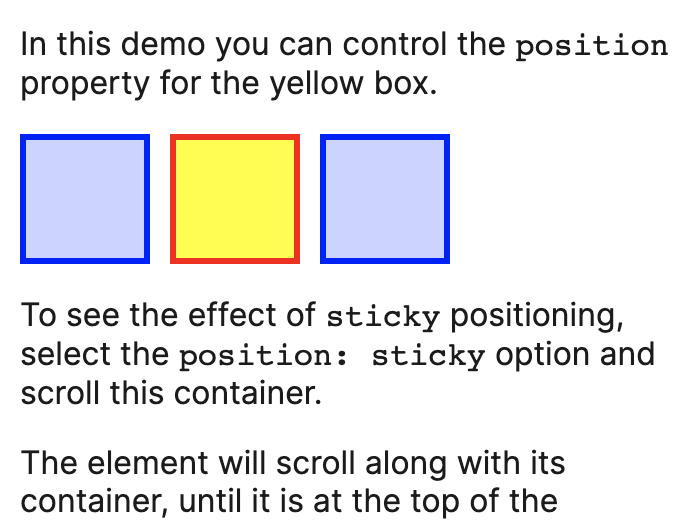 In this demo you can control the position
property for the yellow box.
To see the effect of sticky positioning,
select the position: sticky option and
scroll this container.
The element will scroll along with its
container, until it is at the top of the